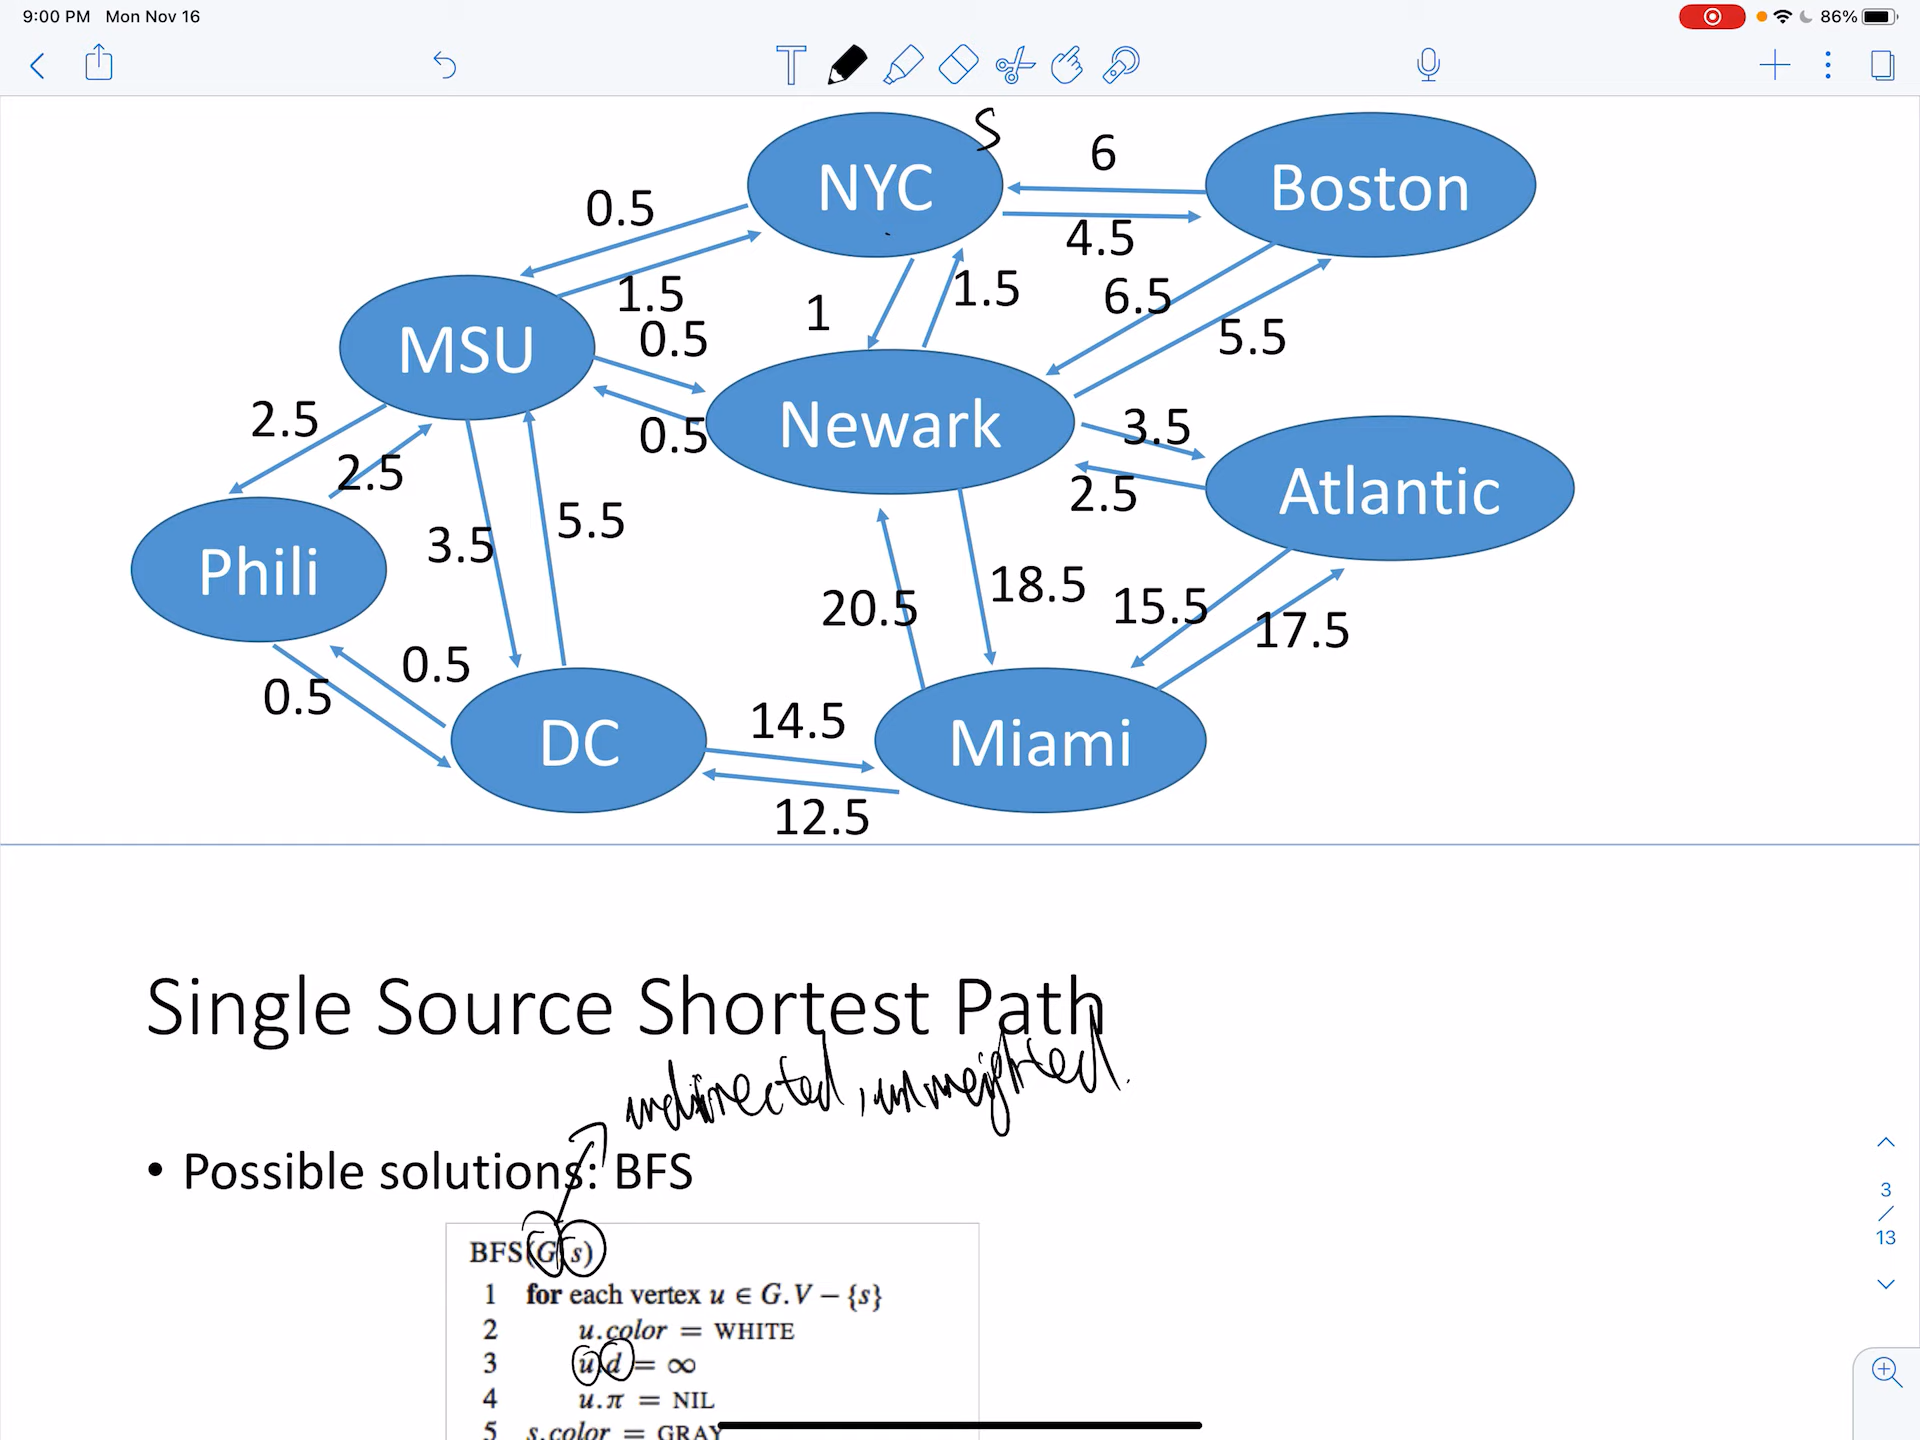 9:00 PM Mon Nov 16
86%
T
S
NYC
6
Boston
0.5
4.5
1.5
1
1.5
6.5
5.5
MSU
0.5
Newark
0.5
3.5
2.5
2.5
2.5
Atlantic
3.5
5.5
Phili
20.5
18.5
15.5
17.5
0.5
0.5
DC
14.5
Miami
12.5
Single Source Shortest Path
undirected, unweighted.
• Possible solutions: BFS
BFS(G, s)
1 for each vertex u ∈ G.V − {s}
2 u.color = WHITE
3 u.d = ∞
4 u.π = NIL
5 s.color = GRAY
3
/
13